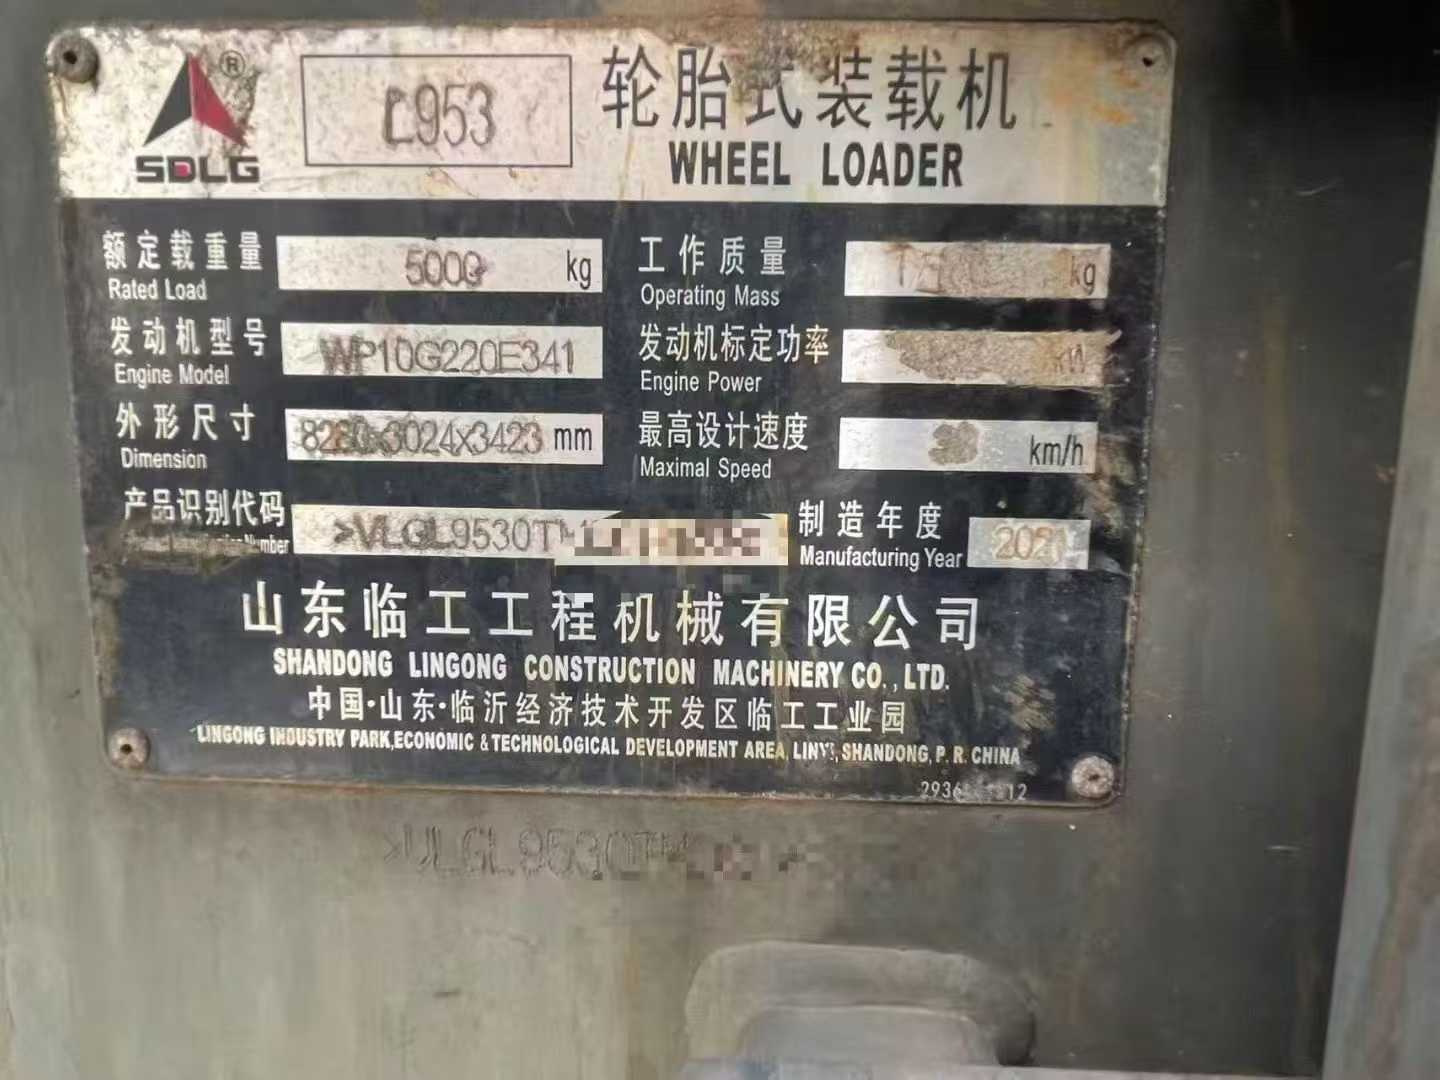 SDLG ®
L953
轮胎式装载机
WHEEL LOADER
额定载重量 5000 kg
Rated Load
工作质量 kg
Operating Mass
发动机型号 WP10G220E341
Engine Model
发动机标定功率 kW
Engine Power
外形尺寸 8280x3024x3423 mm
Dimension
最高设计速度 km/h
Maximal Speed
产品识别代码
Number
制造年度
Manufacturing Year
山东临工工程机械有限公司
SHANDONG LINGONG CONSTRUCTION MACHINERY CO., LTD.
中国·山东·临沂经济技术开发区临工工业园
LINGONG INDUSTRY PARK,ECONOMIC & TECHNOLOGICAL DEVELOPMENT AREA, LINYI, SHANDONG, P. R. CHINA